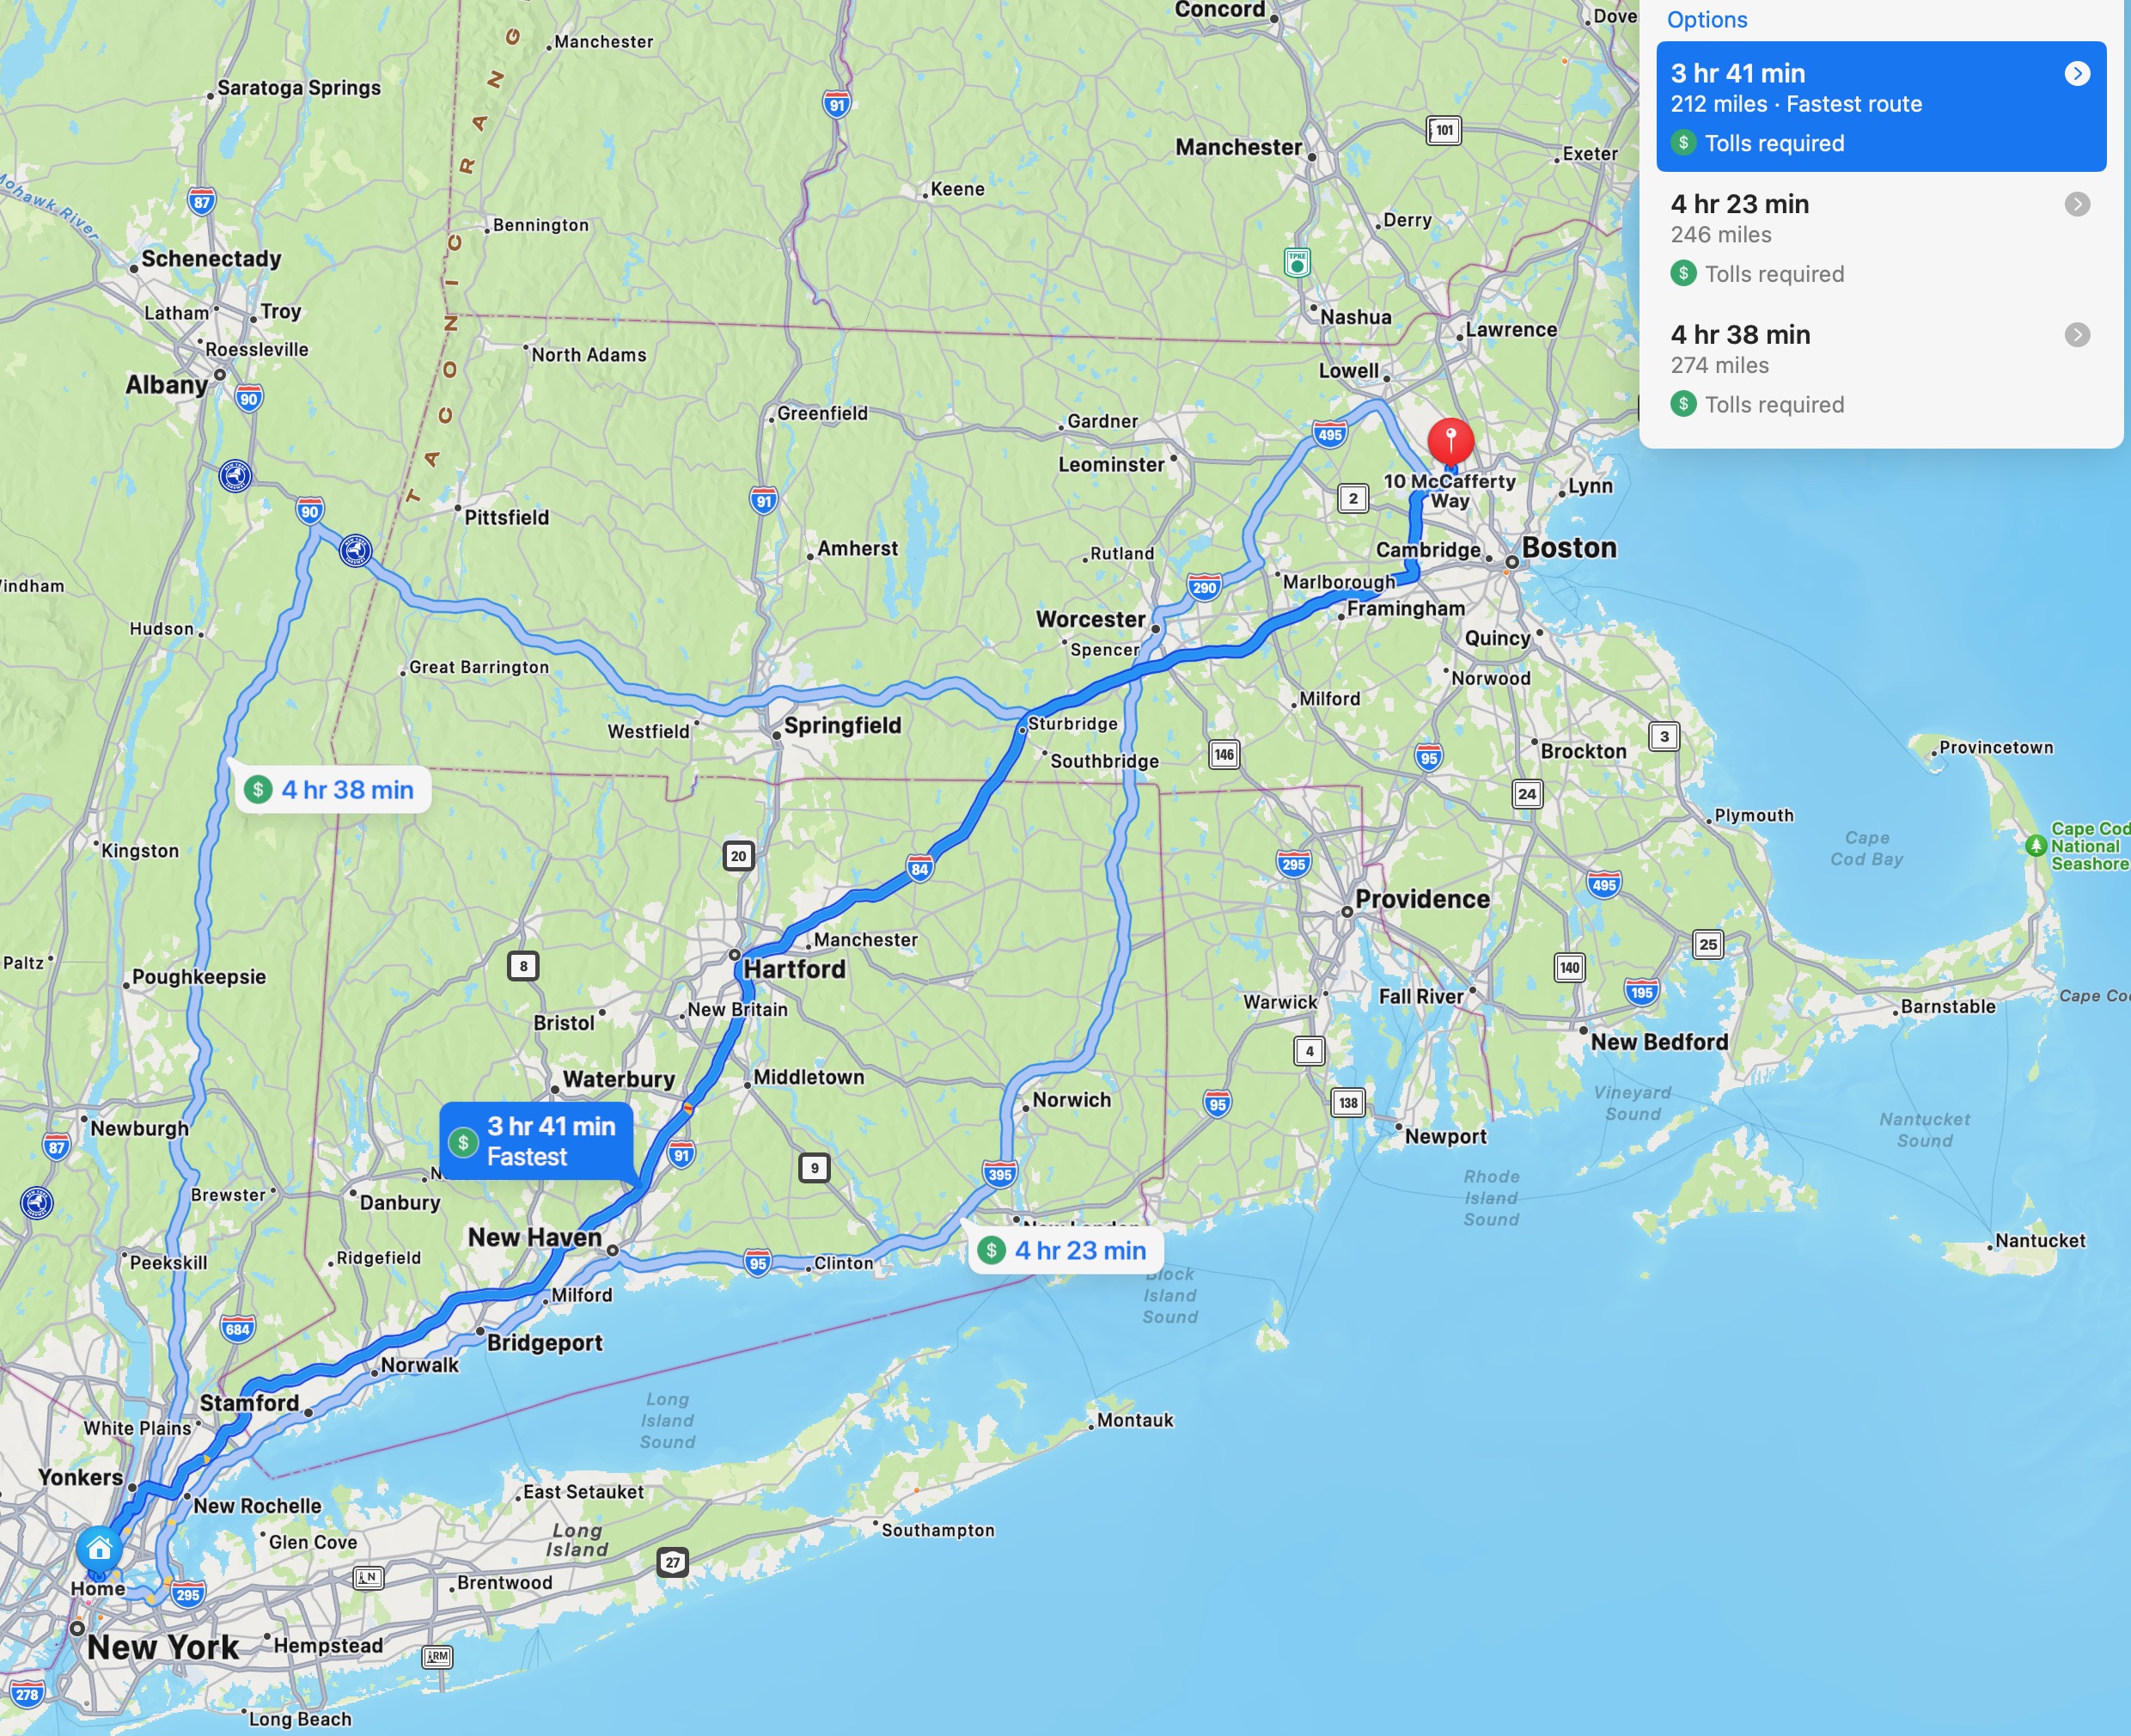 Options
3 hr 41 min
212 miles · Fastest route
$ Tolls required
4 hr 23 min
246 miles
$ Tolls required
4 hr 38 min
274 miles
$ Tolls required
Concord
Manchester
Saratoga Springs
91
101
Manchester
Exeter
Keene
87
Mohawk River
Bennington
Derry
TACONIC RANG
Schenectady
TPKE
Latham
Troy
Nashua
Lawrence
Roessleville
North Adams
Albany
90
Lowell
Greenfield
Gardner
495
Leominster
10 McCafferty
Way
Lynn
2
91
90
Pittsfield
Amherst
Rutland
Cambridge
Boston
290
Marlborough
Framingham
Hudson
Worcester
Spencer
Quincy
Great Barrington
Norwood
Milford
Westfield
Springfield
Sturbridge
Southbridge
146
95
Brockton
3
Provincetown
$ 4 hr 38 min
24
Plymouth
Kingston
20
84
295
495
Cape
Cod Bay
Cape Cod
National
Seashore
Providence
Manchester
Hartford
8
25
140
195
Paltz
Poughkeepsie
New Britain
Bristol
Warwick
Fall River
Barnstable
4
New Bedford
Waterbury
Middletown
Norwich
95
138
Vineyard
Sound
Nantucket
Sound
Newburgh
87
$ 3 hr 41 min
Fastest
91
9
395
Newport
Rhode
Island
Sound
Brewster
Danbury
New Haven
$ 4 hr 23 min
Nantucket
Peekskill
Ridgefield
95
Clinton
Block
Island
Sound
Milford
684
Bridgeport
Norwalk
Stamford
Long
Island
Sound
White Plains
Montauk
Yonkers
New Rochelle
East Setauket
Glen Cove
Long
Island
Southampton
27
LN
Home
295
Brentwood
New York
Hempstead
RM
278
Long Beach